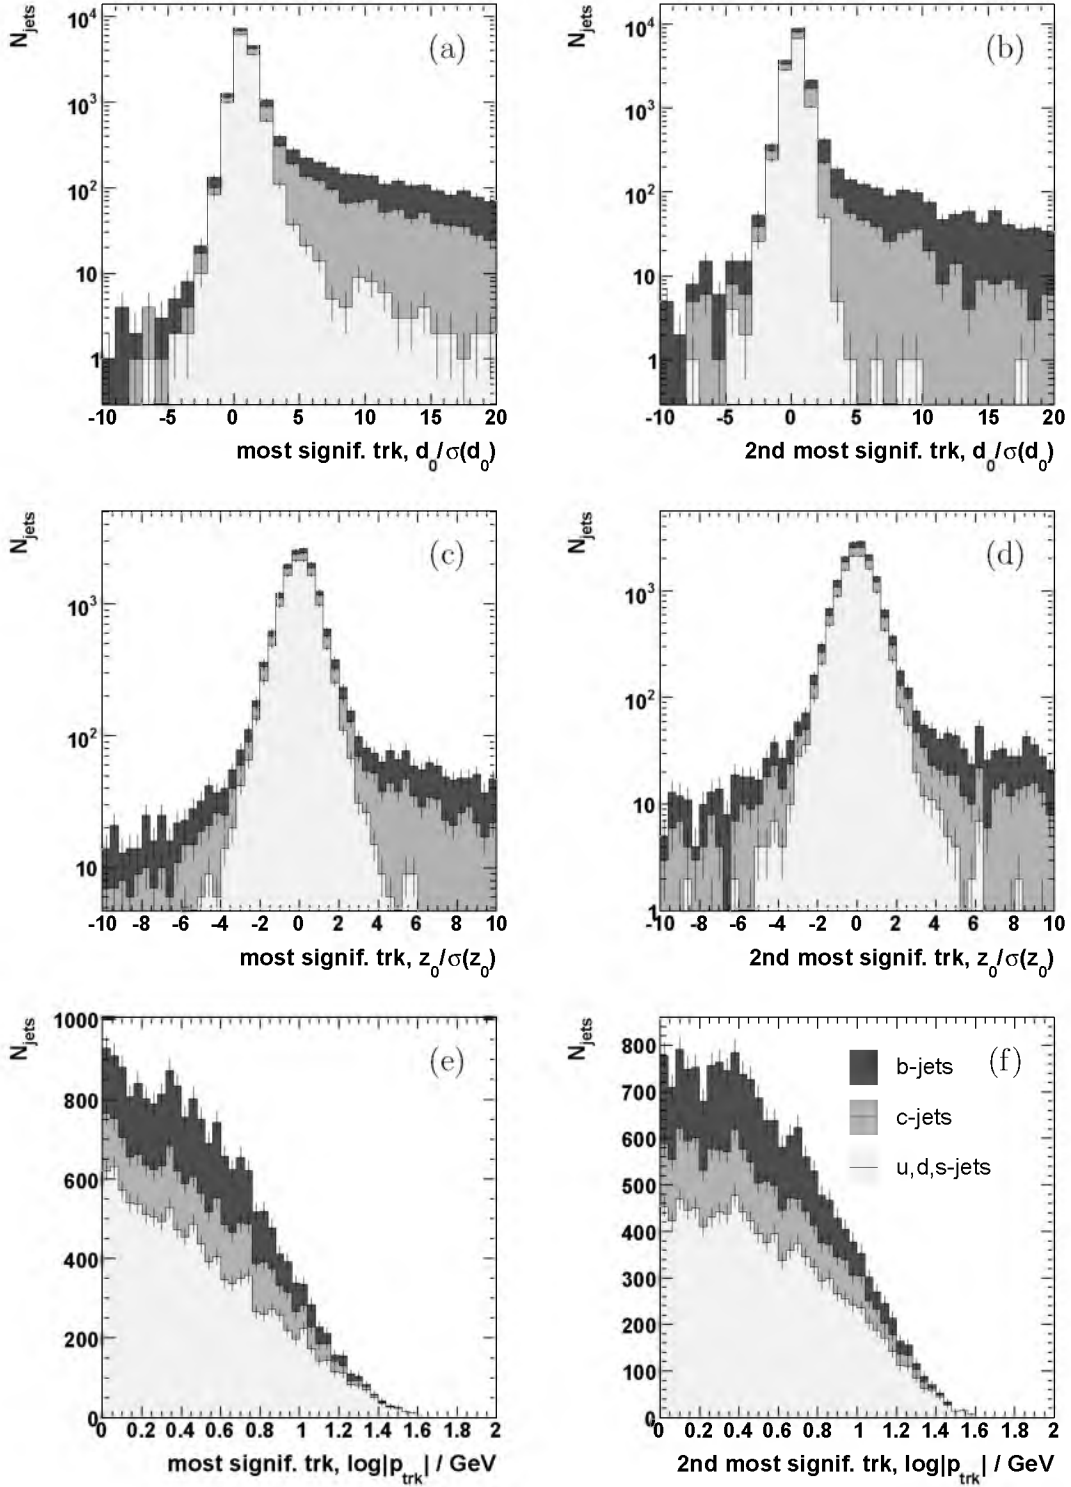 N_jets
10^4
10^3
10^2
10
1
(a)
-10 -5 0 5 10 15 20
most signif. trk, d_0/σ(d_0)
N_jets
10^4
10^3
10^2
10
1
(b)
-10 -5 0 5 10 15 20
2nd most signif. trk, d_0/σ(d_0)
N_jets
10^3
10^2
10
(c)
-10 -8 -6 -4 -2 0 2 4 6 8 10
most signif. trk, z_0/σ(z_0)
N_jets
10^3
10^2
10
1
(d)
-10 -8 -6 -4 -2 0 2 4 6 8 10
2nd most signif. trk, z_0/σ(z_0)
N_jets
1000
800
600
400
200
0
(e)
0 0.2 0.4 0.6 0.8 1 1.2 1.4 1.6 1.8 2
most signif. trk, log|p_trk| / GeV
N_jets
800
700
600
500
400
300
200
100
0
(f)
b-jets
c-jets
u,d,s-jets
0 0.2 0.4 0.6 0.8 1 1.2 1.4 1.6 1.8 2
2nd most signif. trk, log|p_trk| / GeV